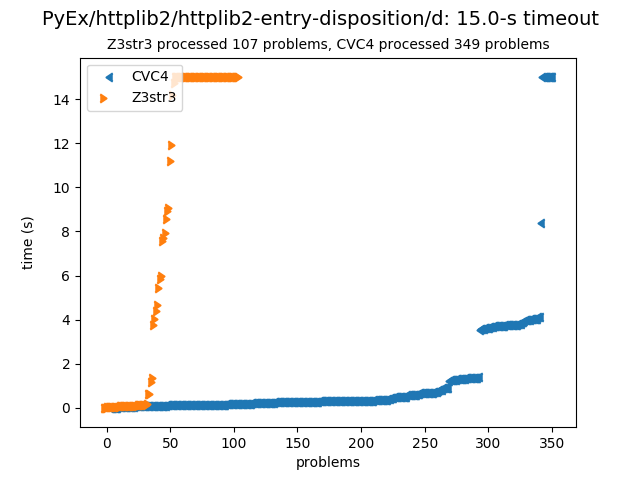 PyEx/httplib2/httplib2-entry-disposition/d: 15.0-s timeout
Z3str3 processed 107 problems, CVC4 processed 349 problems
CVC4
Z3str3
14
12
10
8
6
4
2
0
time (s)
0 50 100 150 200 250 300 350
problems